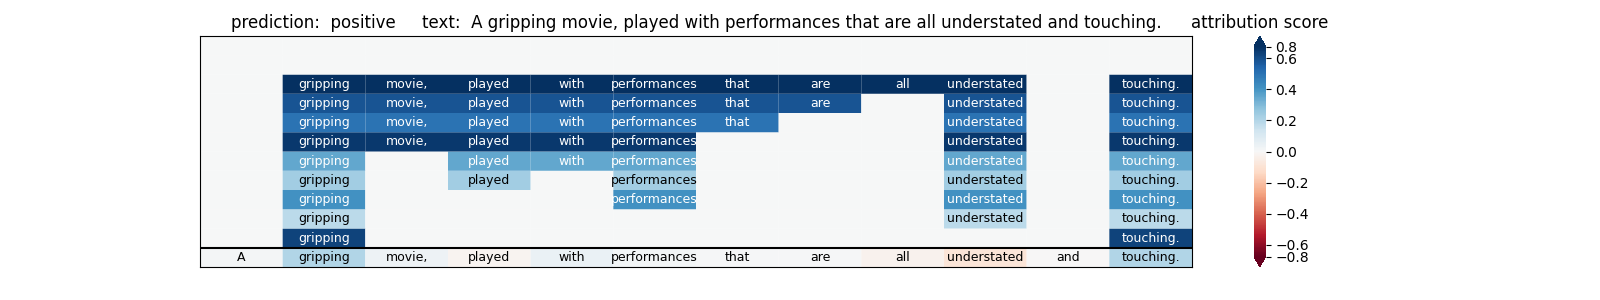 prediction: positive text: A gripping movie, played with performances that are all understated and touching. attribution score
gripping movie, played with performances that are all understated touching.
gripping movie, played with performances that are understated touching.
gripping movie, played with performances that understated touching.
gripping movie, played with performances understated touching.
gripping played with performances understated touching.
gripping played performances understated touching.
gripping performances understated touching.
gripping understated touching.
gripping touching.
A gripping movie, played with performances that are all understated and touching.
0.8
0.6
0.4
0.2
0.0
−0.2
−0.4
−0.6
−0.8